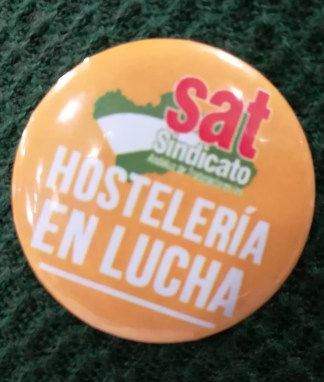 sat
Sindicato
HOSTELERÍA
EN LUCHA